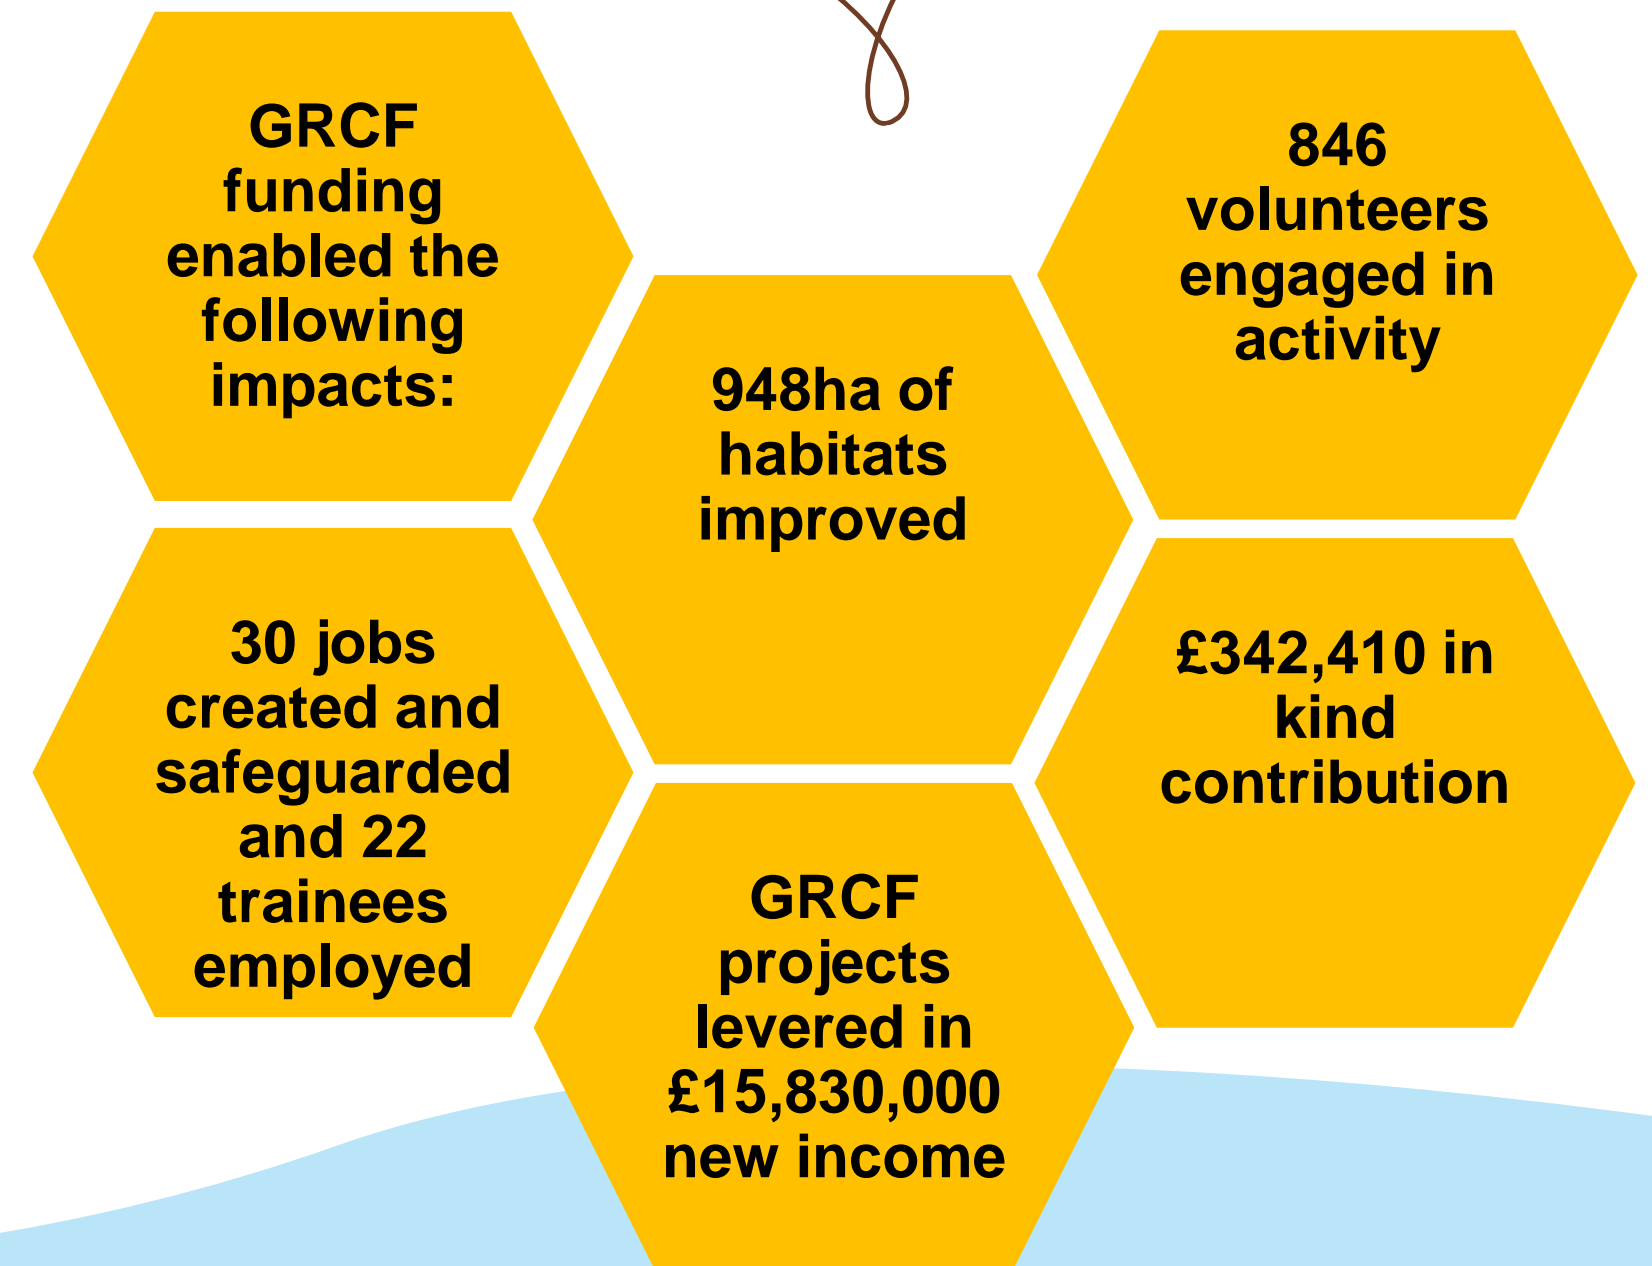 GRCF
funding
enabled the
following
impacts:
948ha of
habitats
improved
846
volunteers
engaged in
activity
30 jobs
created and
safeguarded
and 22
trainees
employed
GRCF
projects
levered in
£15,830,000
new income
£342,410 in
kind
contribution